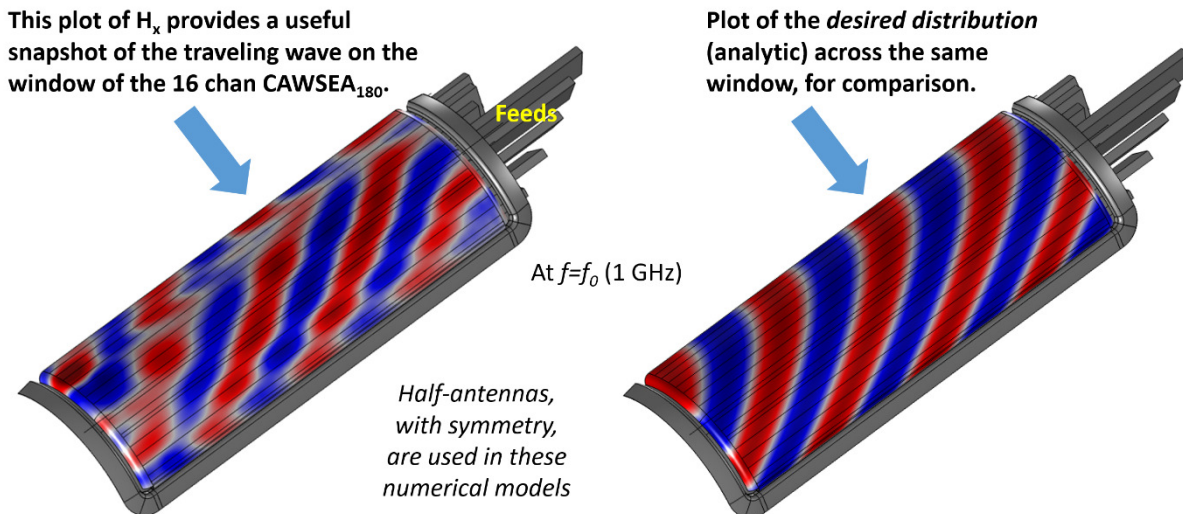 This plot of Hₓ provides a useful
snapshot of the traveling wave on the
window of the 16 chan CAWSEA₁₈₀.
Feeds
Plot of the desired distribution
(analytic) across the same
window, for comparison.
At f=f₀ (1 GHz)
Half-antennas,
with symmetry,
are used in these
numerical models